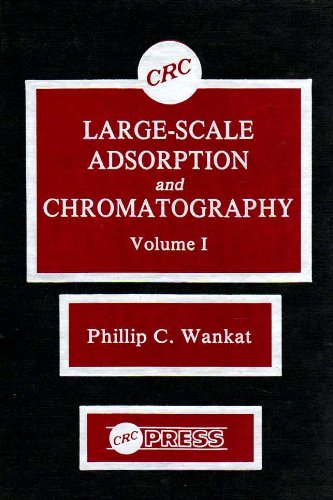 CRC
LARGE-SCALE
ADSORPTION
and
CHROMATOGRAPHY
Volume I
Phillip C. Wankat
CRC PRESS